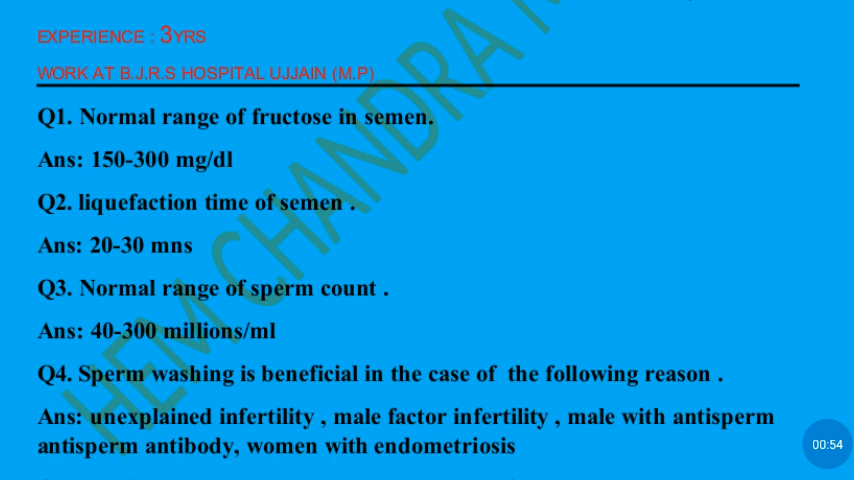 EXPERIENCE : 3YRS
WORK AT B.J.R.S HOSPITAL UJJAIN (M.P)
Q1. Normal range of fructose in semen.
Ans: 150-300 mg/dl
Q2. liquefaction time of semen .
Ans: 20-30 mns
Q3. Normal range of sperm count .
Ans: 40-300 millions/ml
Q4. Sperm washing is beneficial in the case of the following reason .
Ans: unexplained infertility , male factor infertility , male with antisperm
antisperm antibody, women with endometriosis
HEM CHANDRA
00:54